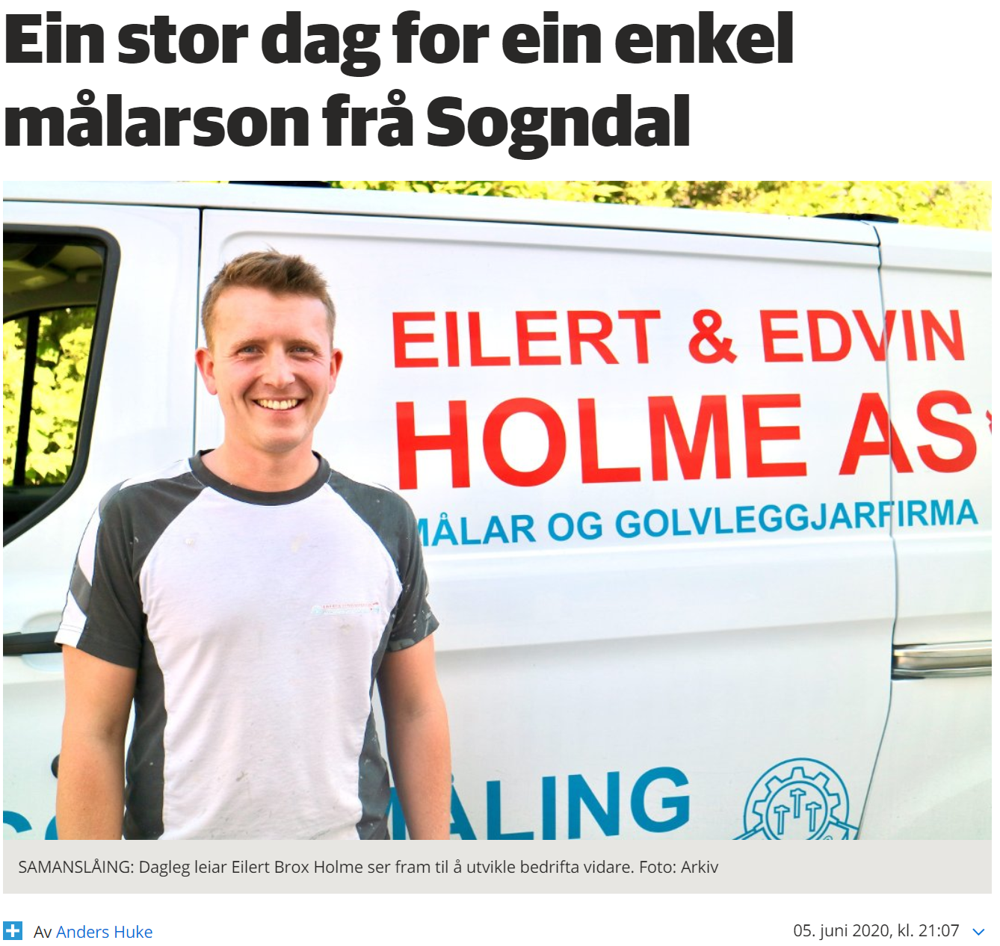 Ein stor dag for ein enkel
målarson frå Sogndal
EILERT & EDVIN
HOLME AS
MÅLAR OG GOLVLEGGJARFIRMA
ÅLING
SAMANSLÅING: Dagleg leiar Eilert Brox Holme ser fram til å utvikle bedrifta vidare. Foto: Arkiv
Av Anders Huke
05. juni 2020, kl. 21:07